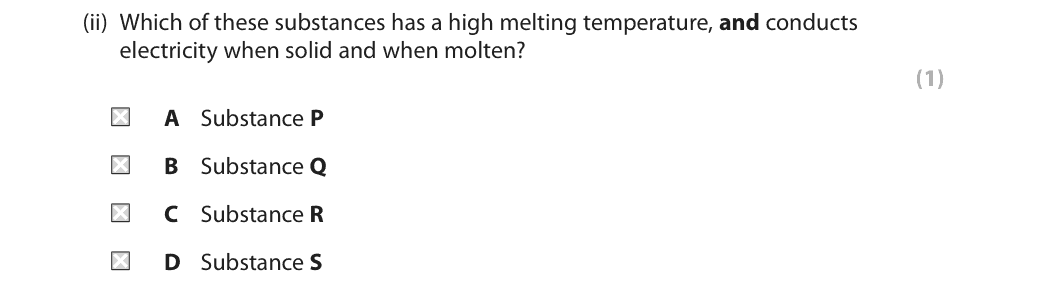 (ii) Which of these substances has a high melting temperature, and conducts
electricity when solid and when molten?
(1)
A Substance P
B Substance Q
C Substance R
D Substance S